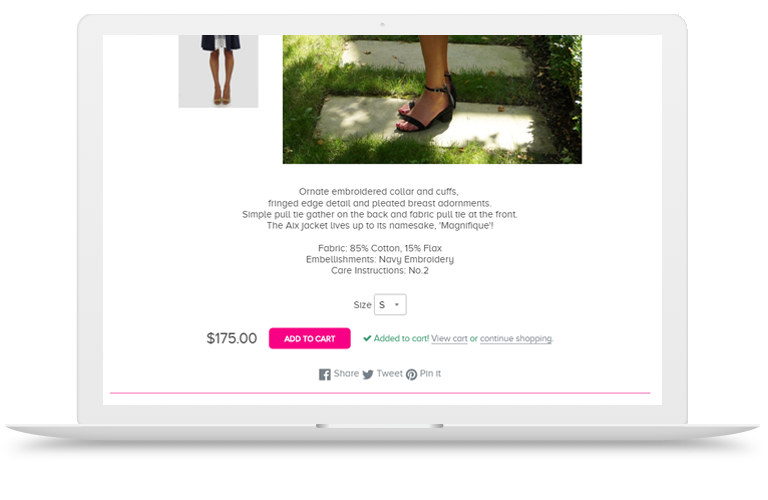 Ornate embroidered collar and cuffs,
fringed edge detail and pleated breast adornments.
Simple pull tie gather on the back and fabric pull tie at the front.
The Aix jacket lives up to its namesake, 'Magnifique'!
Fabric: 85% Cotton, 15% Flax
Embellishments: Navy Embroidery
Care Instructions: No.2
Size S
$175.00 ADD TO CART Added to cart! View cart or continue shopping.
Share Tweet Pin it